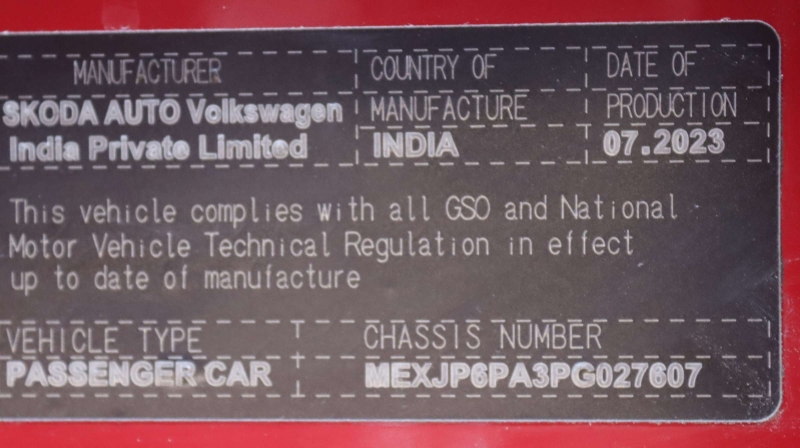 MANUFACTURER
SKODA AUTO Volkswagen
India Private Limited
COUNTRY OF
MANUFACTURE
INDIA
DATE OF
PRODUCTION
07.2023
This vehicle complies with all GSO and National
Motor Vehicle Technical Regulation in effect
up to date of manufacture
VEHICLE TYPE
PASSENGER CAR
CHASSIS NUMBER
MEXJP6PA3PG027607